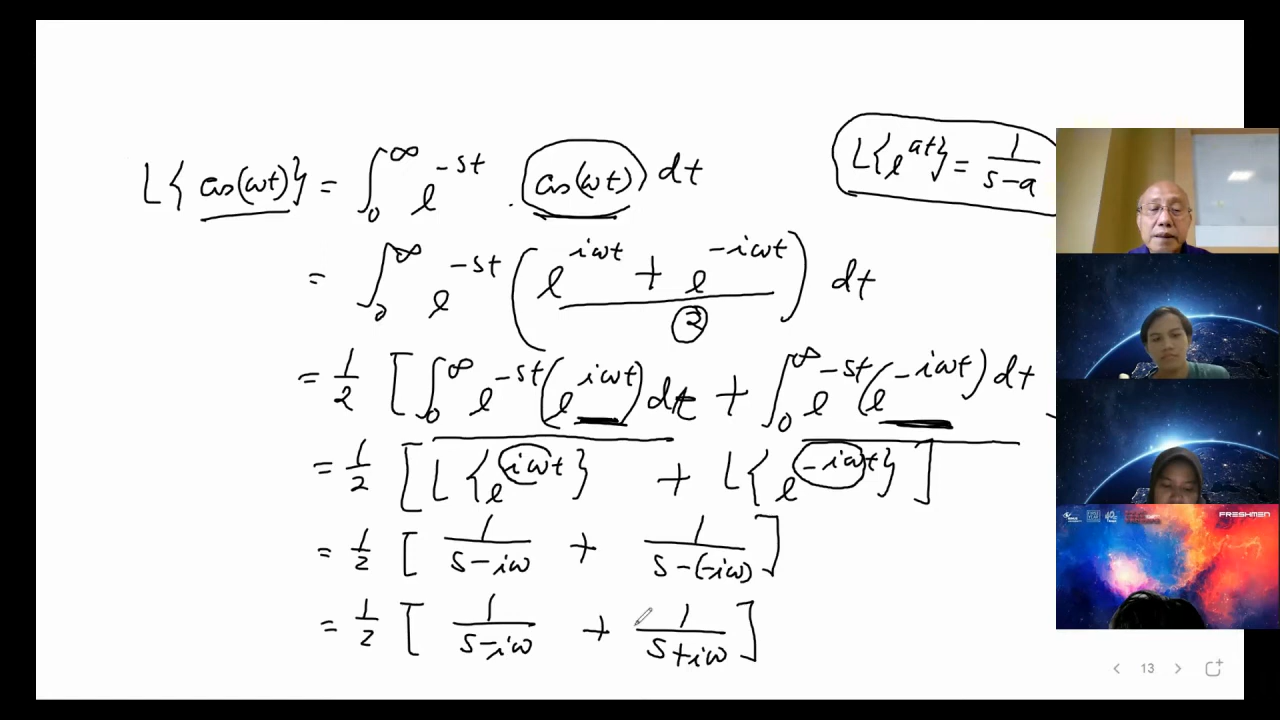 L{cos(ωt)} = ∫₀^∞ e^{-st} . cos(ωt) dt
L{e^{at}} = 1/(s-a)
= ∫₀^∞ e^{-st} ( (e^{iωt} + e^{-iωt}) / 2 ) dt
= 1/2 [ ∫₀^∞ e^{-st} (e^{iωt}) dt + ∫₀^∞ e^{-st} (e^{-iωt}) dt
= 1/2 [ L{e^{iωt}} + L{e^{-iωt}} ]
= 1/2 [ 1/(s-iω) + 1/(s-(-iω)) ]
= 1/2 [ 1/(s-iω) + 1/(s+iω) ]
FRESHMEN
< 13 >